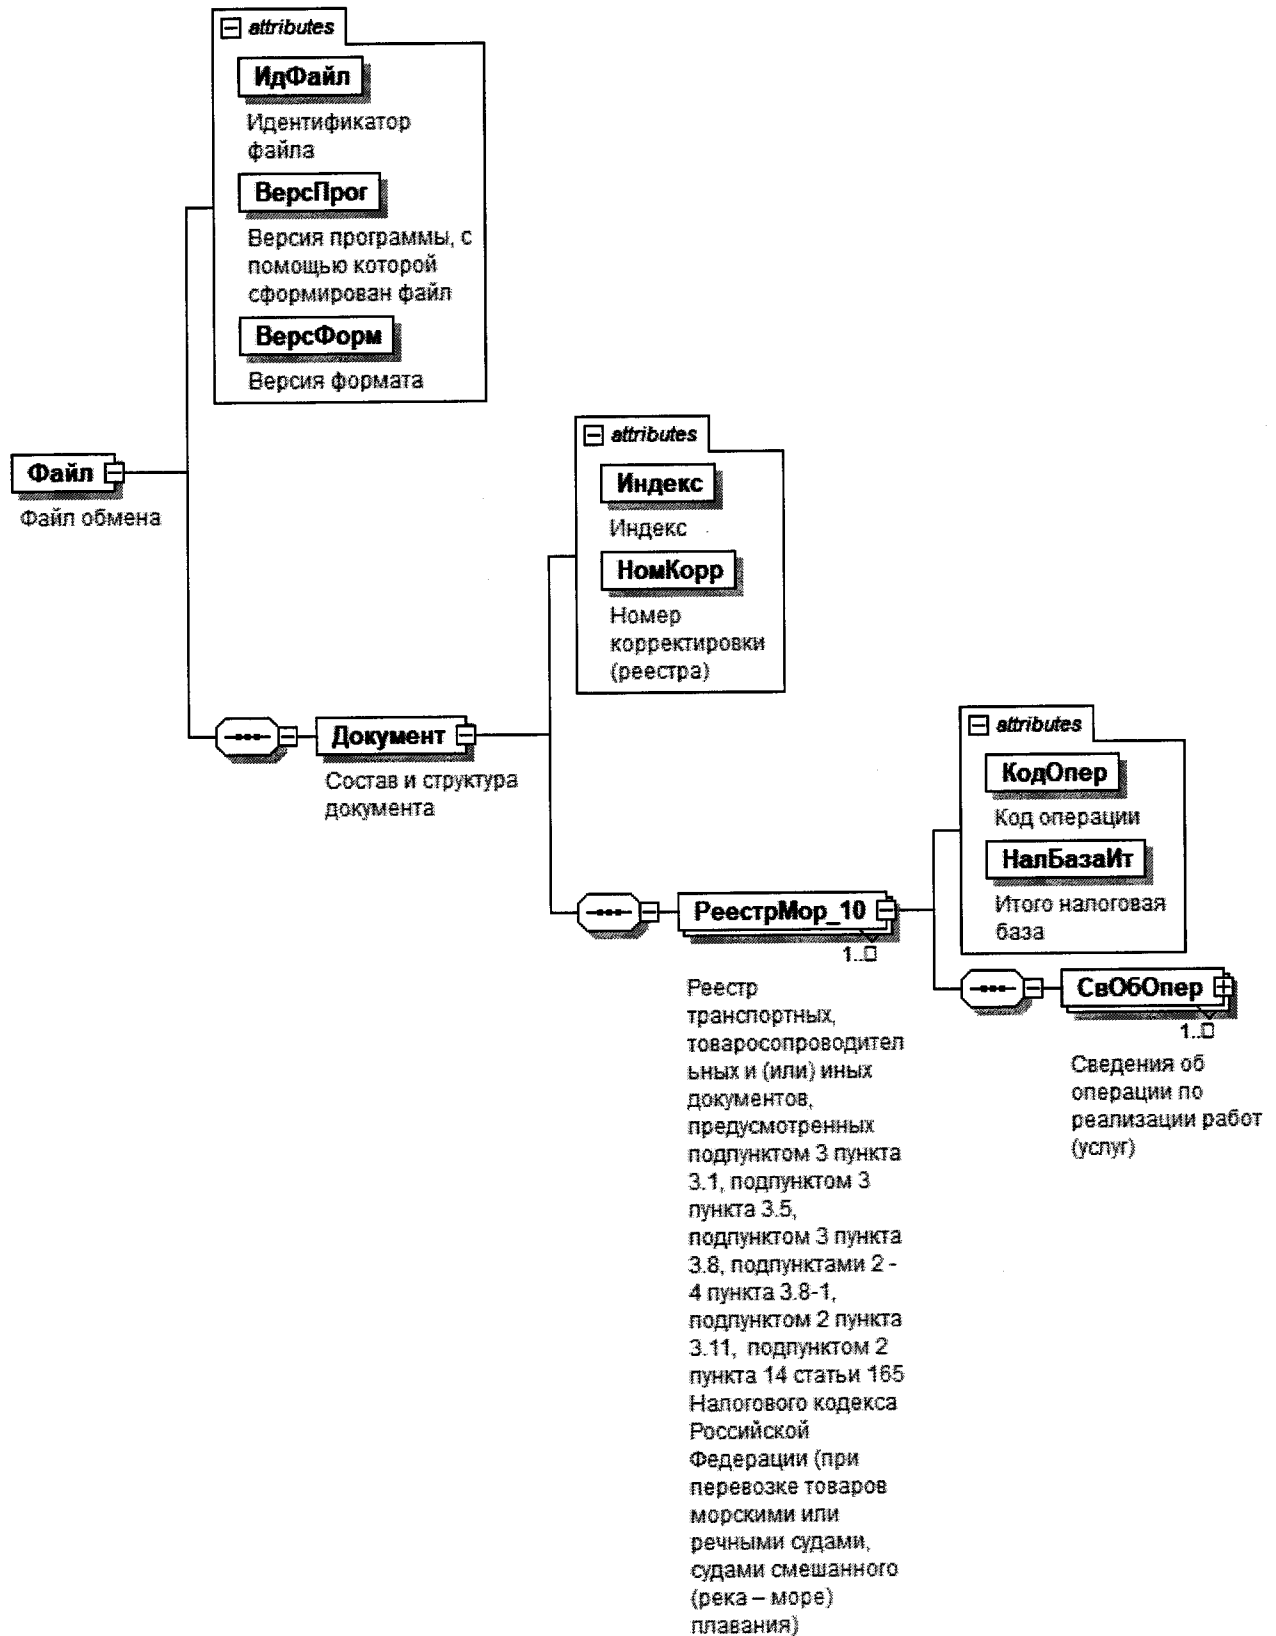 attributes
ИдФайл
Идентификатор
файла
ВерсПрог
Версия программы, с
помощью которой
сформирован файл
ВерсФорм
Версия формата
Файл
Файл обмена
attributes
Индекс
Индекс
НомКорр
Номер
корректировки
(реестра)
Документ
Состав и структура
документа
attributes
КодОпер
Код операции
НалБазаИт
Итого налоговая
база
РеестрМор_10
1..□
Реестр
транспортных,
товаросопроводител
ьных и (или) иных
документов,
предусмотренных
подпунктом 3 пункта
3.1, подпунктом 3
пункта 3.5,
подпунктом 3 пункта
3.8, подпунктами 2 -
4 пункта 3.8-1,
подпунктом 2 пункта
3.11, подпунктом 2
пункта 14 статьи 165
Налогового кодекса
Российской
Федерации (при
перевозке товаров
морскими или
речными судами,
судами смешанного
(река – море)
плавания)
СвОбОпер
1..□
Сведения об
операции по
реализации работ
(услуг)